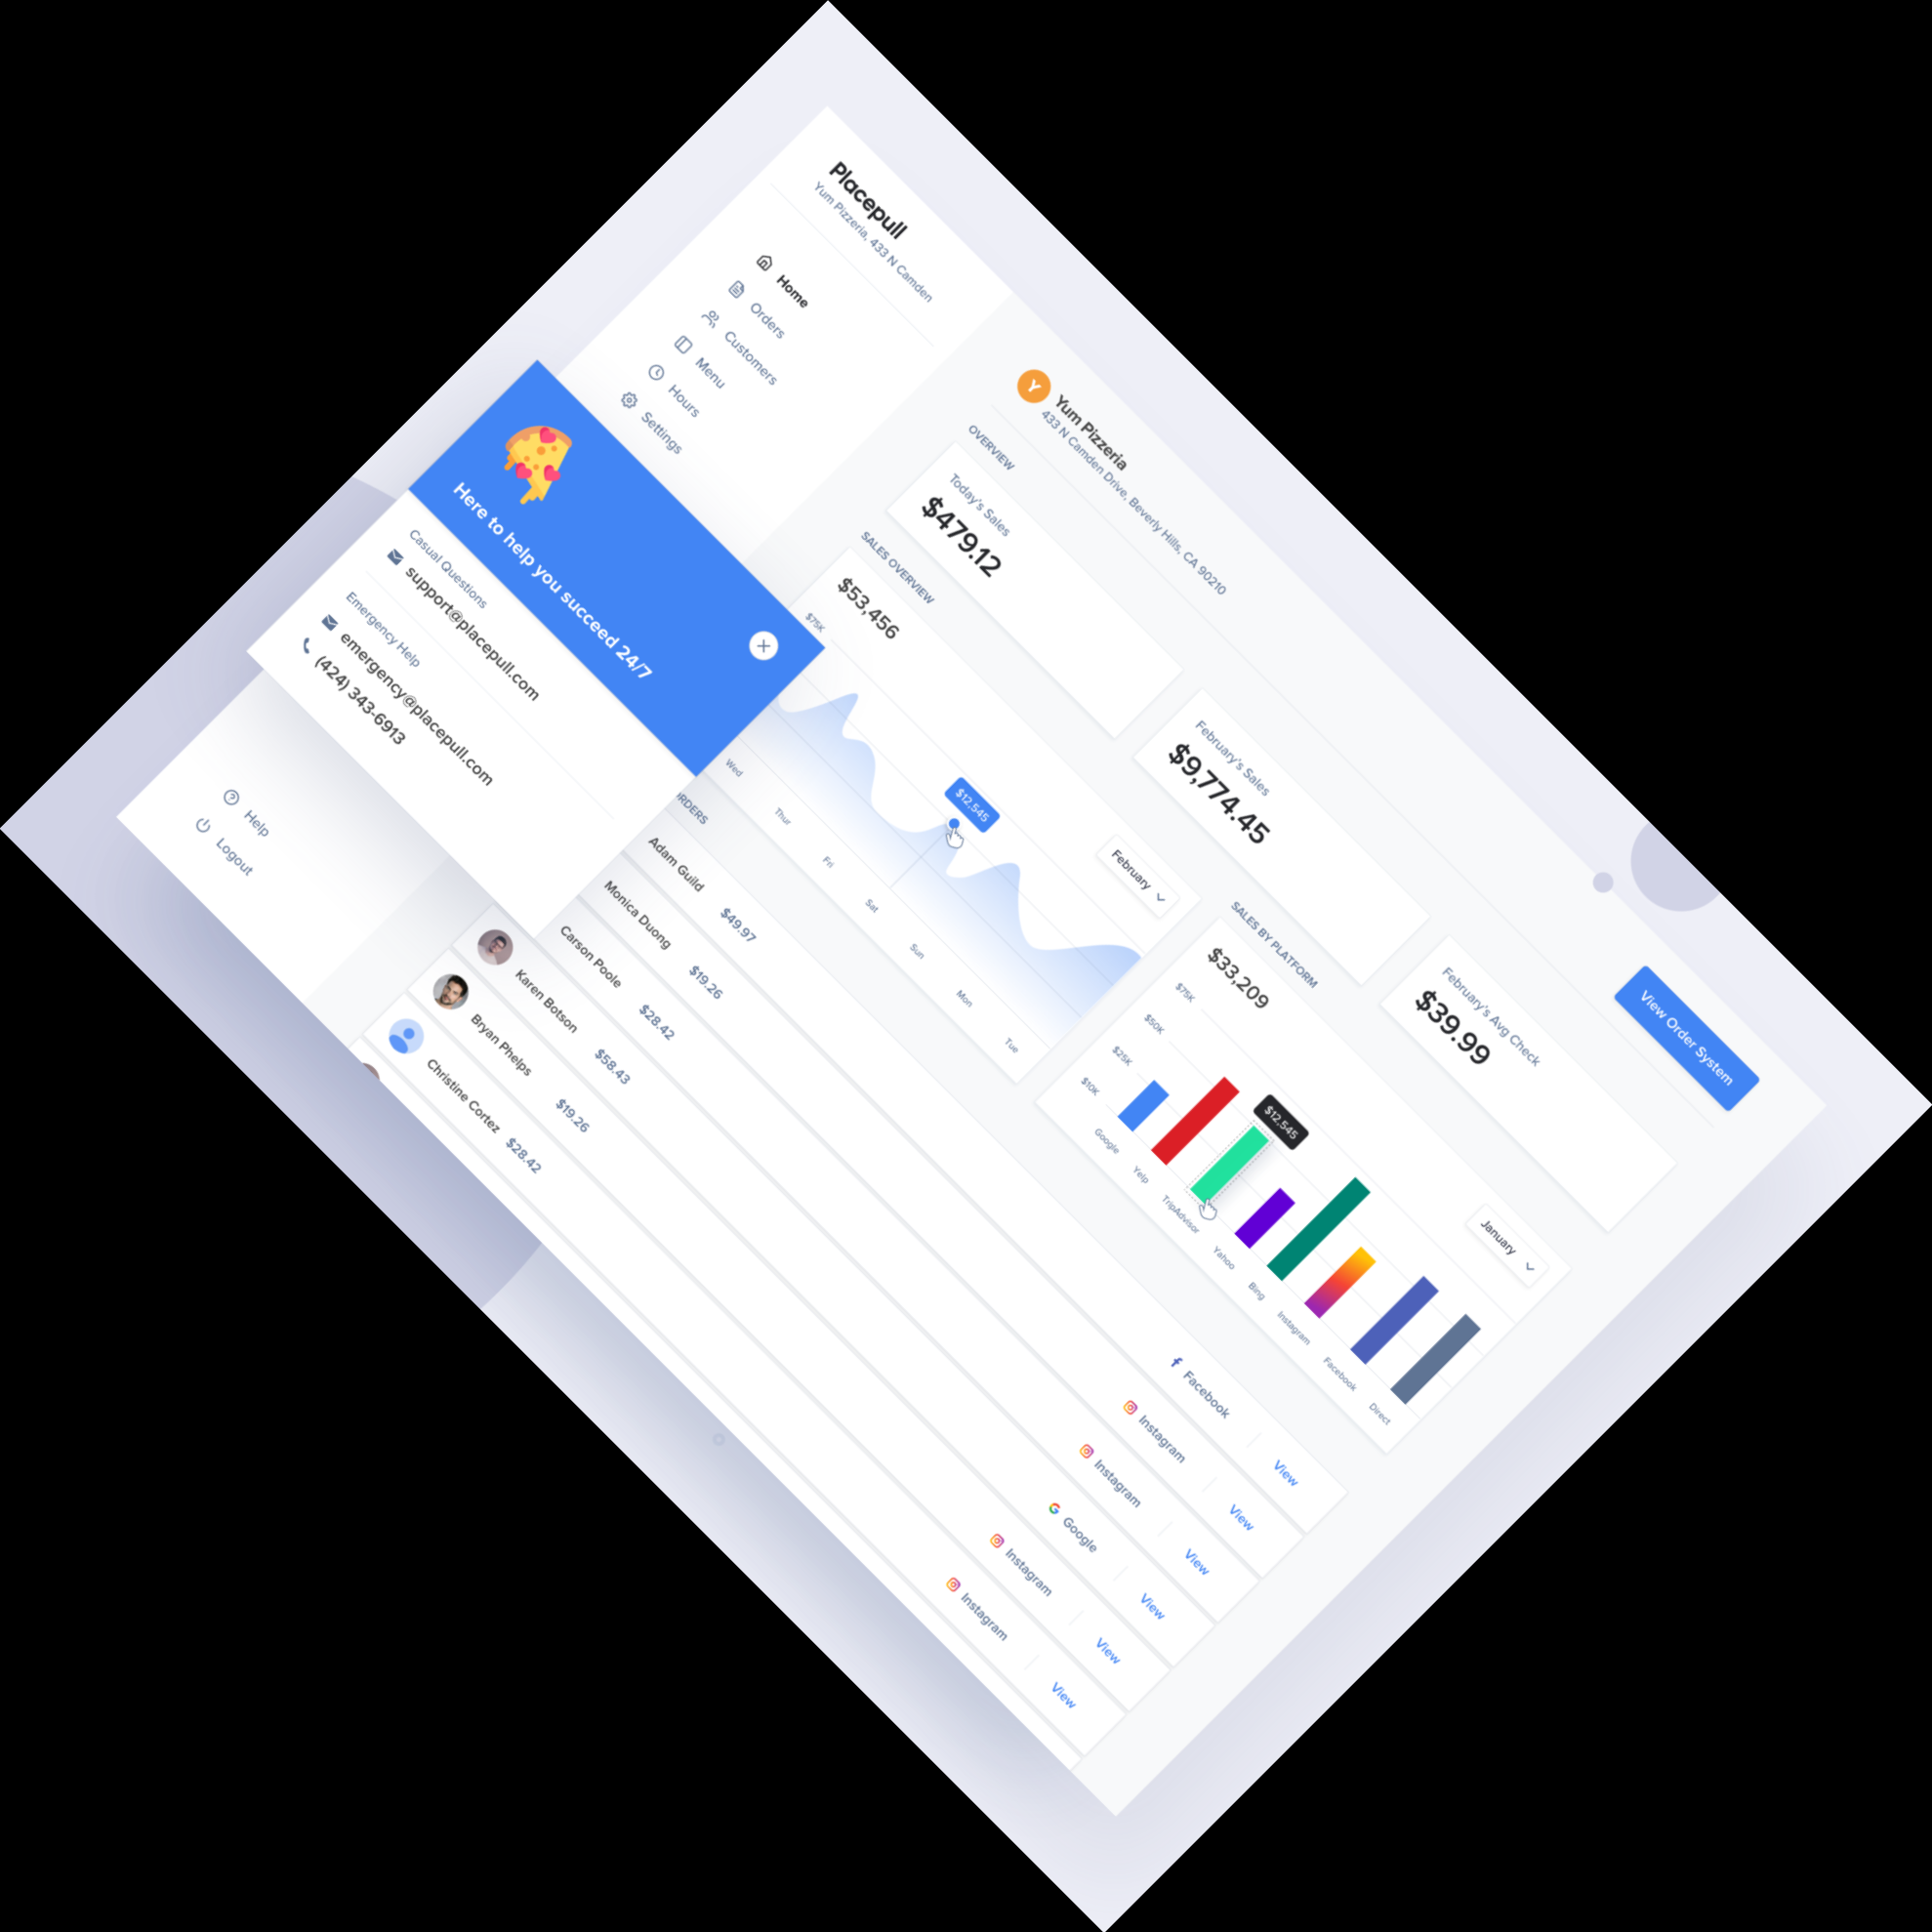 Placepull
Yum Pizzeria, 433 N Camden
Home
Orders
Customers
Menu
Hours
Settings
Help
Logout
Here to help you succeed 24/7
Casual Questions
support@placepull.com
Emergency Help
emergency@placepull.com
(424) 343-6913
Y
Yum Pizzeria
433 N Camden Drive, Beverly Hills, CA 90210
View Order System
OVERVIEW
Today's Sales
$479.12
February's Sales
$9,774.45
February's Avg Check
$39.99
SALES OVERVIEW
$53,456
February
$75K
$12,545
Wed Thur Fri Sat Sun Mon Tue
SALES BY PLATFORM
$33,209
January
$75K
$50K
$25K
$10K
$12,545
Google Yelp TripAdvisor Yahoo Bing Instagram Facebook Direct
RDERS
Adam Guild $49.97 Facebook View
Monica Duong $19.26 Instagram View
Carson Poole $28.42 Instagram View
Karen Botson $58.43 Google View
Bryan Phelps $19.26 Instagram View
Christine Cortez $28.42 Instagram View